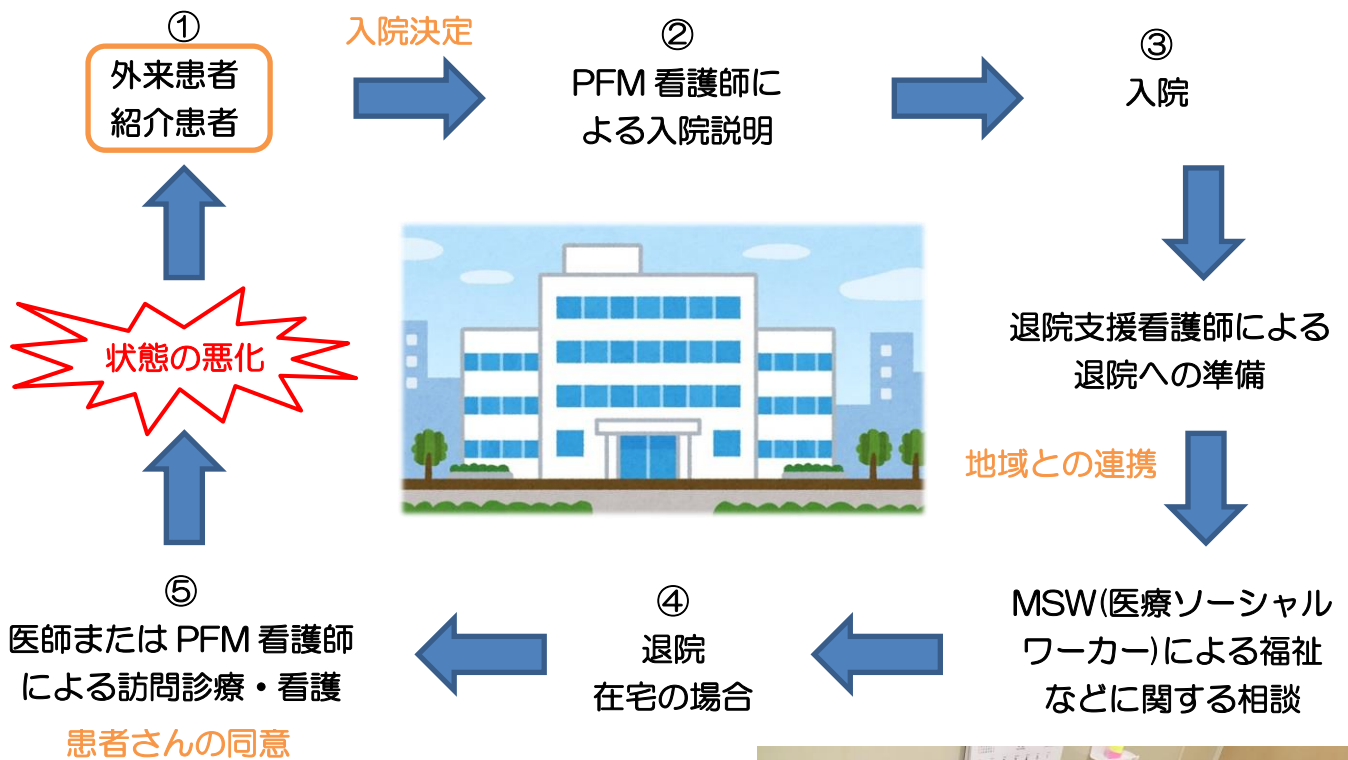 ①
外来患者
紹介患者
入院決定
②
PFM 看護師に
よる入院説明
③
入院
退院支援看護師による
退院への準備
地域との連携
MSW(医療ソーシャル
ワーカー)による福祉
などに関する相談
④
退院
在宅の場合
⑤
医師または PFM 看護師
による訪問診療・看護
患者さんの同意
状態の悪化